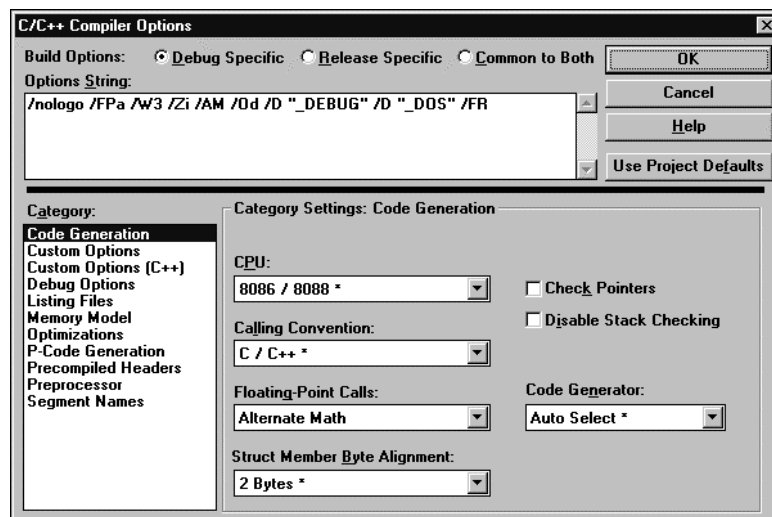 C/C++ Compiler Options
Build Options: Debug Specific Release Specific Common to Both
OK
Options String:
/nologo /FPa /W3 /Zi /AM /Od /D "_DEBUG" /D "_DOS" /FR
Cancel
Help
Use Project Defaults
Category:
Code Generation
Custom Options
Custom Options (C++)
Debug Options
Listing Files
Memory Model
Optimizations
P-Code Generation
Precompiled Headers
Preprocessor
Segment Names
Category Settings: Code Generation
CPU:
8086 / 8088 *
Check Pointers
Disable Stack Checking
Calling Convention:
C / C++ *
Floating-Point Calls:
Alternate Math
Code Generator:
Auto Select *
Struct Member Byte Alignment:
2 Bytes *